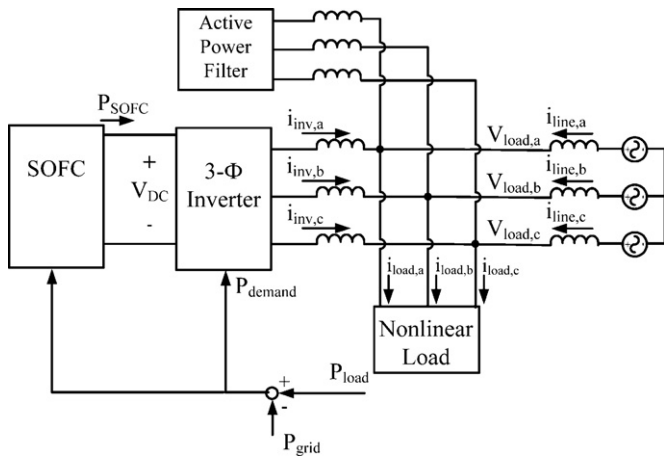 Active
Power
Filter
P_SOFC
SOFC
+
V_DC
-
3-Φ
Inverter
i_inv,a
i_inv,b
i_inv,c
V_load,a
V_load,b
V_load,c
i_line,a
i_line,b
i_line,c
i_load,a
i_load,b
i_load,c
P_demand
Nonlinear
Load
P_load
+
-
P_grid